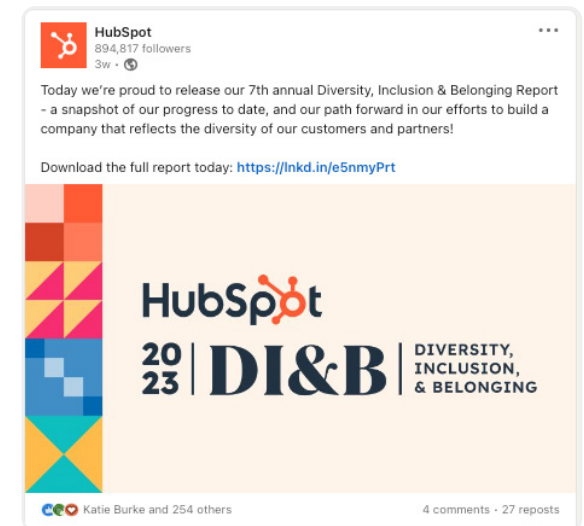 HubSpot
894,817 followers
3w •
Today we're proud to release our 7th annual Diversity, Inclusion & Belonging Report
- a snapshot of our progress to date, and our path forward in our efforts to build a
company that reflects the diversity of our customers and partners!
Download the full report today: https://lnkd.in/e5nmyPrt
HubSpot
2023 | DI&B | DIVERSITY,
INCLUSION,
& BELONGING
Katie Burke and 254 others
4 comments • 27 reposts